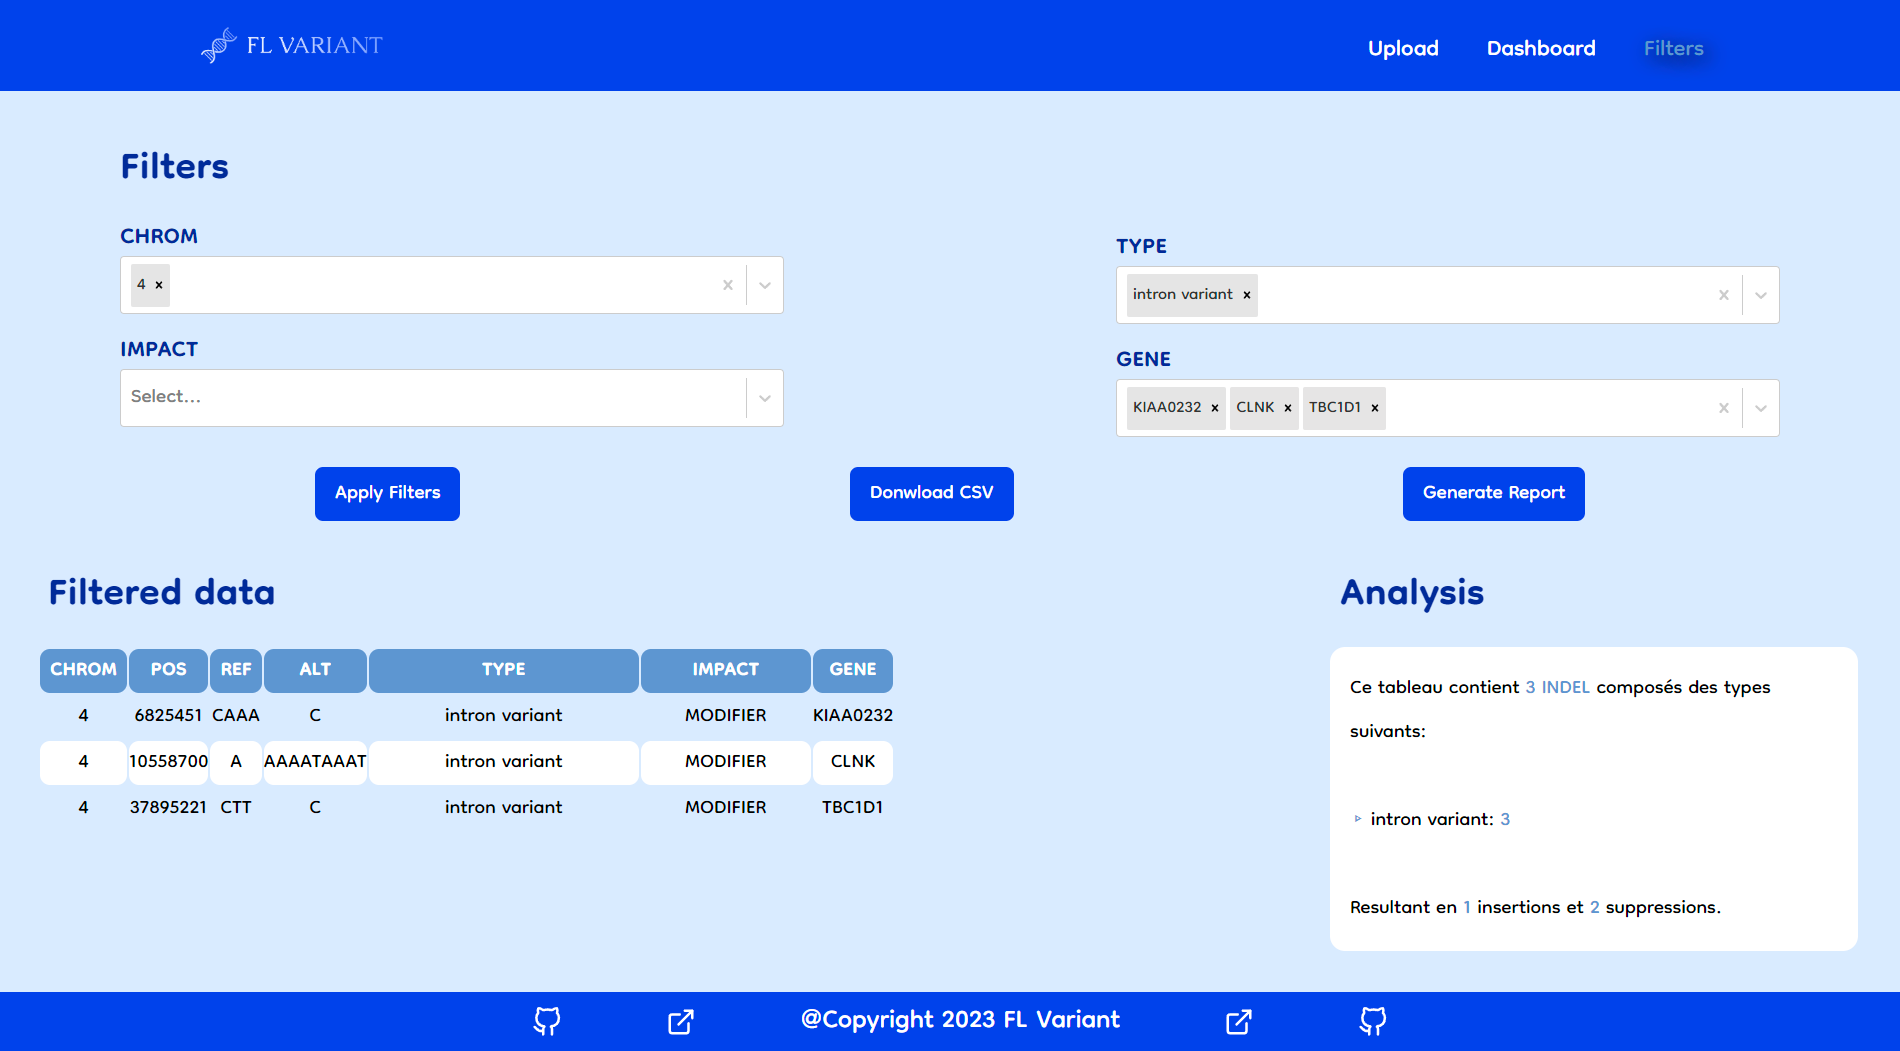 FL VARIANT
Upload Dashboard Filters
Filters
CHROM
4
TYPE
intron variant
IMPACT
Select...
GENE
KIAA0232 CLNK TBC1D1
Apply Filters
Donwload CSV
Generate Report
Filtered data
CHROM POS REF ALT TYPE IMPACT GENE
4 6825451 CAAA C intron variant MODIFIER KIAA0232
4 10558700 A AAAATAAAT intron variant MODIFIER CLNK
4 37895221 CTT C intron variant MODIFIER TBC1D1
Analysis
Ce tableau contient 3 INDEL composés des types
suivants:
intron variant: 3
Resultant en 1 insertions et 2 suppressions.
@Copyright 2023 FL Variant